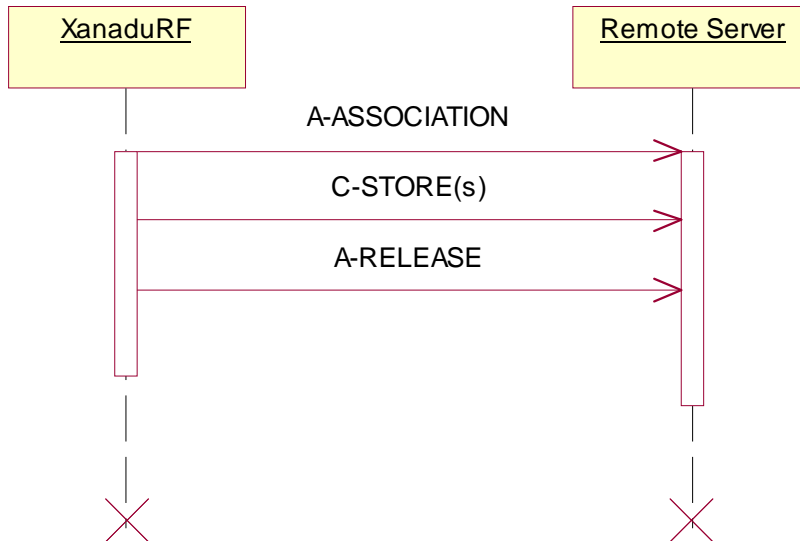 XanaduRF
Remote Server
A-ASSOCIATION
C-STORE(s)
A-RELEASE